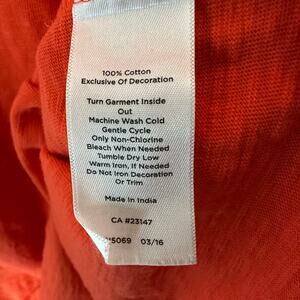 100% Cotton
Exclusive Of Decoration
Turn Garment Inside
Out
Machine Wash Cold
Gentle Cycle
Only Non-Chlorine
Bleach When Needed
Tumble Dry Low
Warm Iron, If Needed
Do Not Iron Decoration
Or Trim
Made in India
CA #23147
5069 03/16